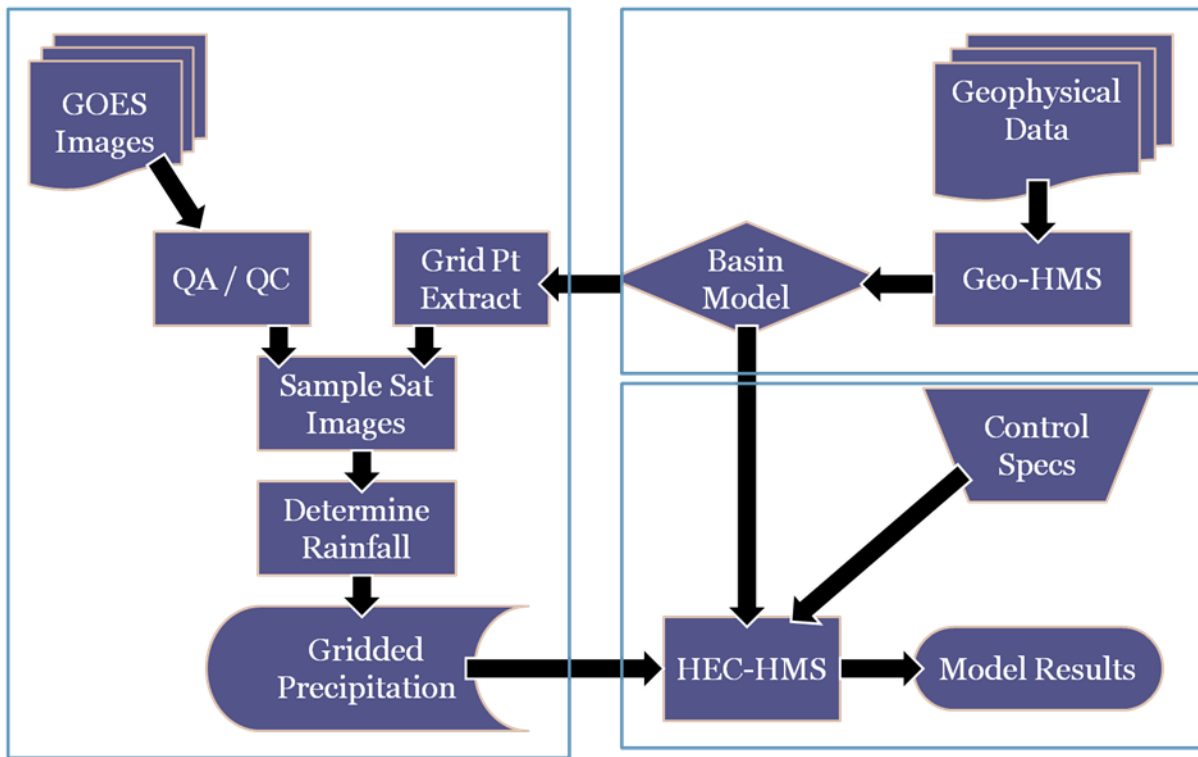 GOES
Images
Geophysical
Data
QA / QC
Grid Pt
Extract
Basin
Model
Geo-HMS
Sample Sat
Images
Control
Specs
Determine
Rainfall
Gridded
Precipitation
HEC-HMS
Model Results